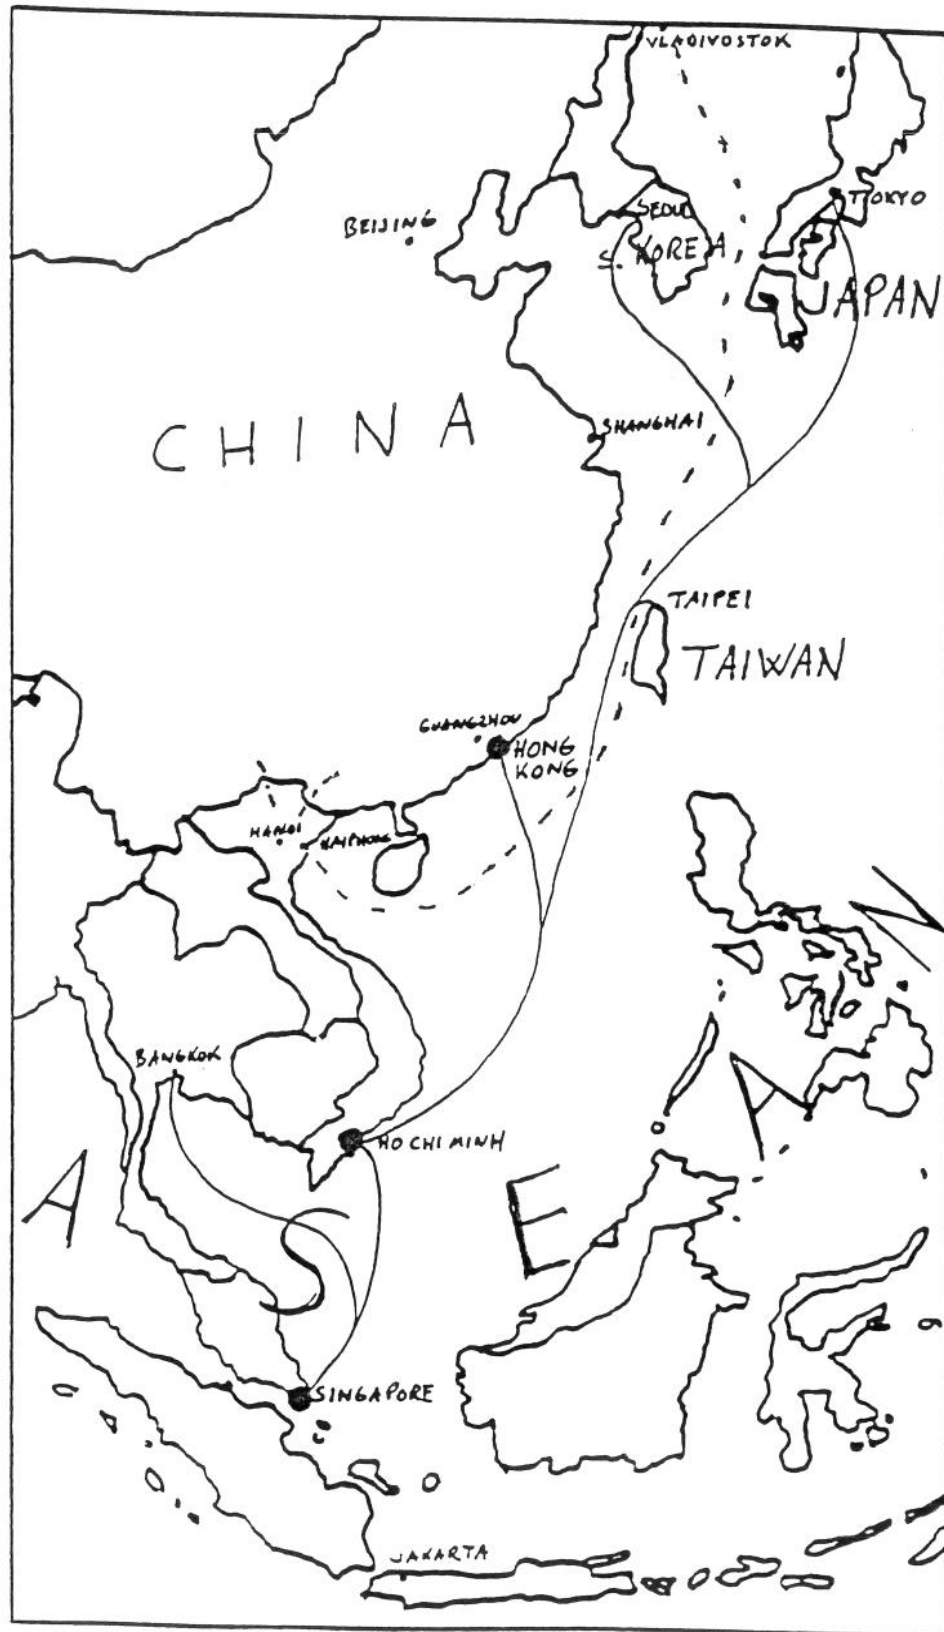 VLADIVOSTOK
TOKYO
SEOUL
BEIJING
S. KOREA
JAPAN
CHINA
SHANGHAI
TAIPEI
TAIWAN
GUANGZHOU
HONG
KONG
HANOI
HAIPHONG
N
BANGKOK
A
HO CHI MINH
A
E
S
SINGAPORE
JAKARTA